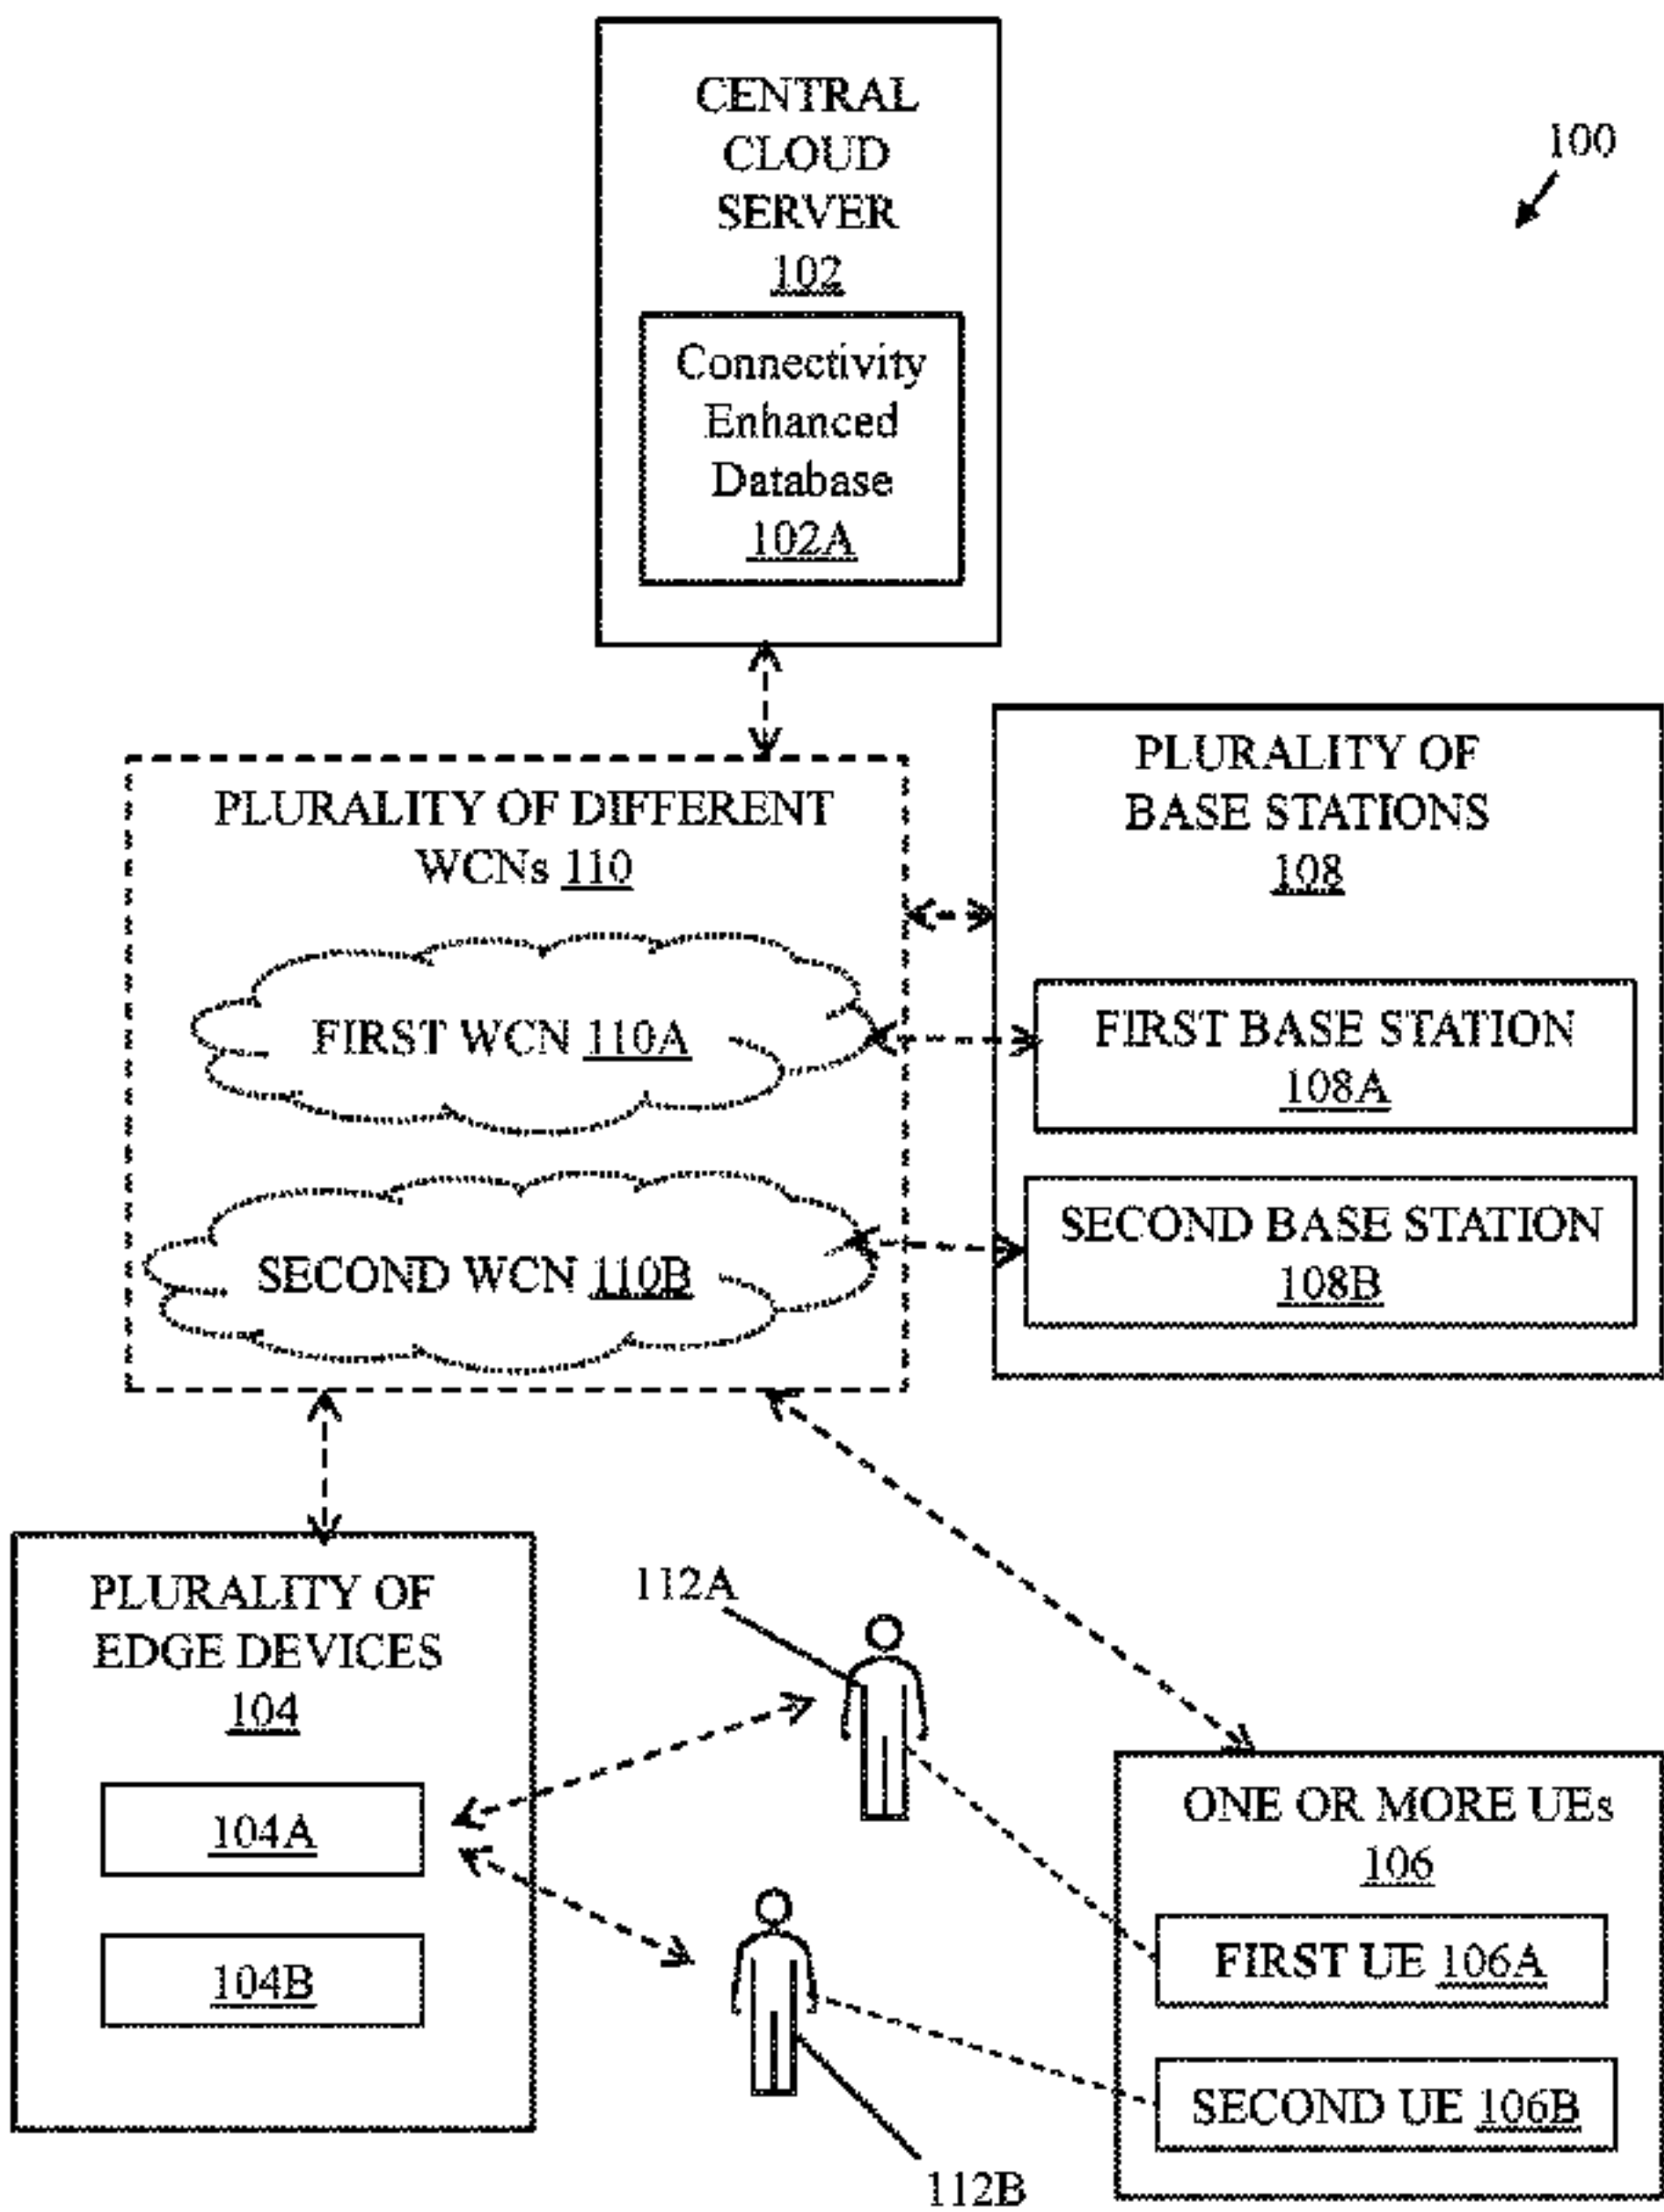 CENTRAL
CLOUD
SERVER
102
Connectivity
Enhanced
Database
102A
100
PLURALITY OF DIFFERENT
WCNs 110
FIRST WCN 110A
SECOND WCN 110B
PLURALITY OF
BASE STATIONS
108
FIRST BASE STATION
108A
SECOND BASE STATION
108B
PLURALITY OF
EDGE DEVICES
104
104A
104B
112A
112B
ONE OR MORE UEs
106
FIRST UE 106A
SECOND UE 106B